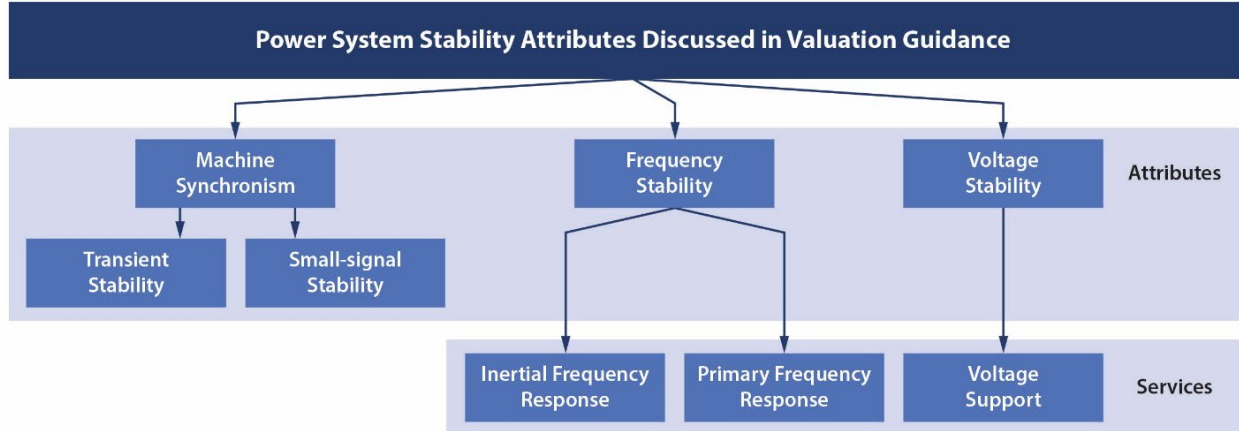 Power System Stability Attributes Discussed in Valuation Guidance
Machine
Synchronism
Frequency
Stability
Voltage
Stability
Attributes
Transient
Stability
Small-signal
Stability
Inertial Frequency
Response
Primary Frequency
Response
Voltage
Support
Services